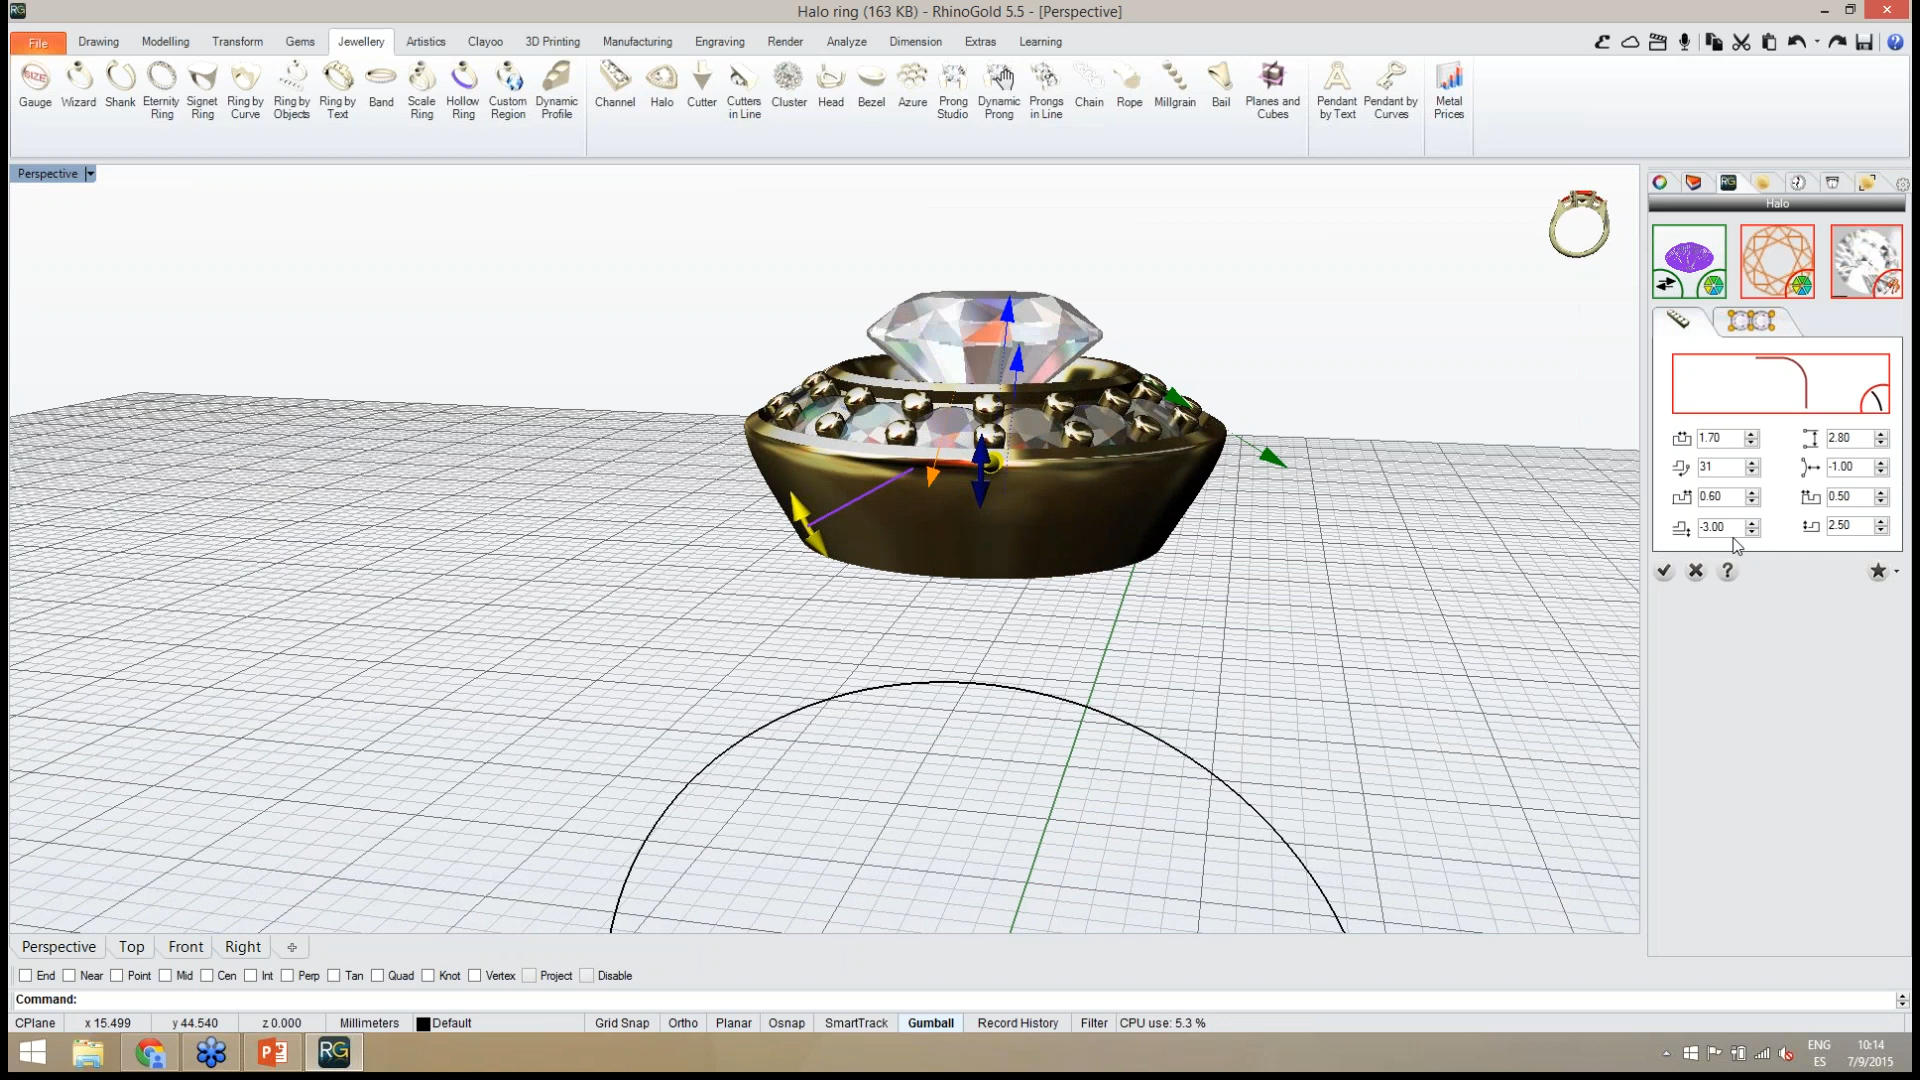 RG
Halo ring (163 KB) - RhinoGold 5.5 - [Perspective]
File Drawing Modelling Transform Gems Jewellery Artistics Clayoo 3D Printing Manufacturing Engraving Render Analyze Dimension Extras Learning
SIZE
Gauge Wizard Shank Eternity Ring Signet Ring Ring by Curve Ring by Objects Ring by Text Band Scale Ring Hollow Ring Custom Region Dynamic Profile Channel Halo Cutter Cutters in Line Cluster Head Bezel Azure Prong Studio Dynamic Prong Prongs in Line Chain Rope Millgrain Bail Planes and Cubes Pendant by Text Pendant by Curves Metal Prices
Perspective
RG
Halo
1.70 2.80
31 -1.00
0.60 0.50
-3.00 2.50
Perspective Top Front Right
End Near Point Mid Cen Int Perp Tan Quad Knot Vertex Project Disable
Command:
CPlane x 15.499 y 44.540 z 0.000 Millimeters Default Grid Snap Ortho Planar Osnap SmartTrack Gumball Record History Filter CPU use: 5.3 %
RG
ENG 10:14
ES 7/9/2015